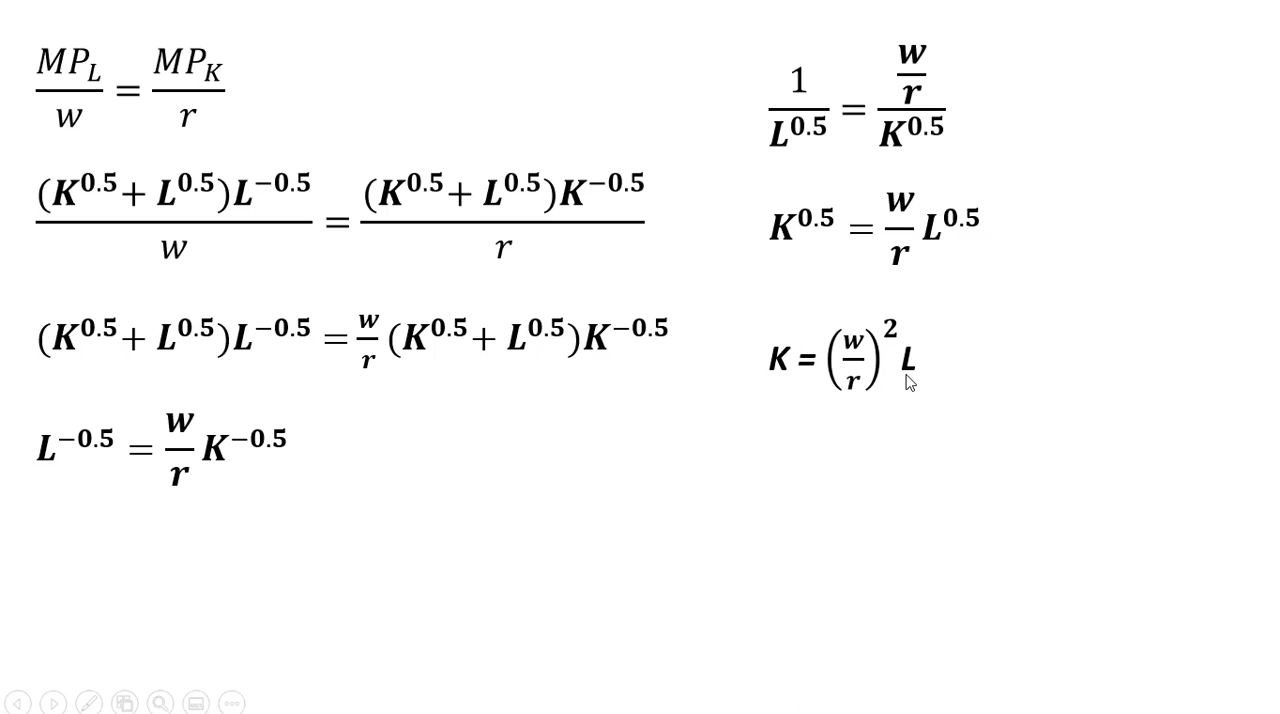 MP_L / w = MP_K / r
(K^0.5 + L^0.5)L^−0.5 / w = (K^0.5 + L^0.5)K^−0.5 / r
(K^0.5 + L^0.5)L^−0.5 = w/r (K^0.5 + L^0.5)K^−0.5
L^−0.5 = w/r K^−0.5
1 / L^0.5 = w/r / K^0.5
K^0.5 = w/r L^0.5
K = (w/r)^2 L